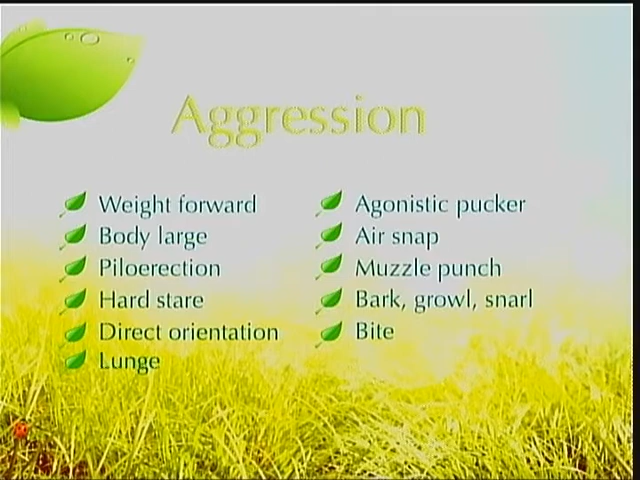 Aggression
Weight forward
Body large
Piloerection
Hard stare
Direct orientation
Lunge
Agonistic pucker
Air snap
Muzzle punch
Bark, growl, snarl
Bite